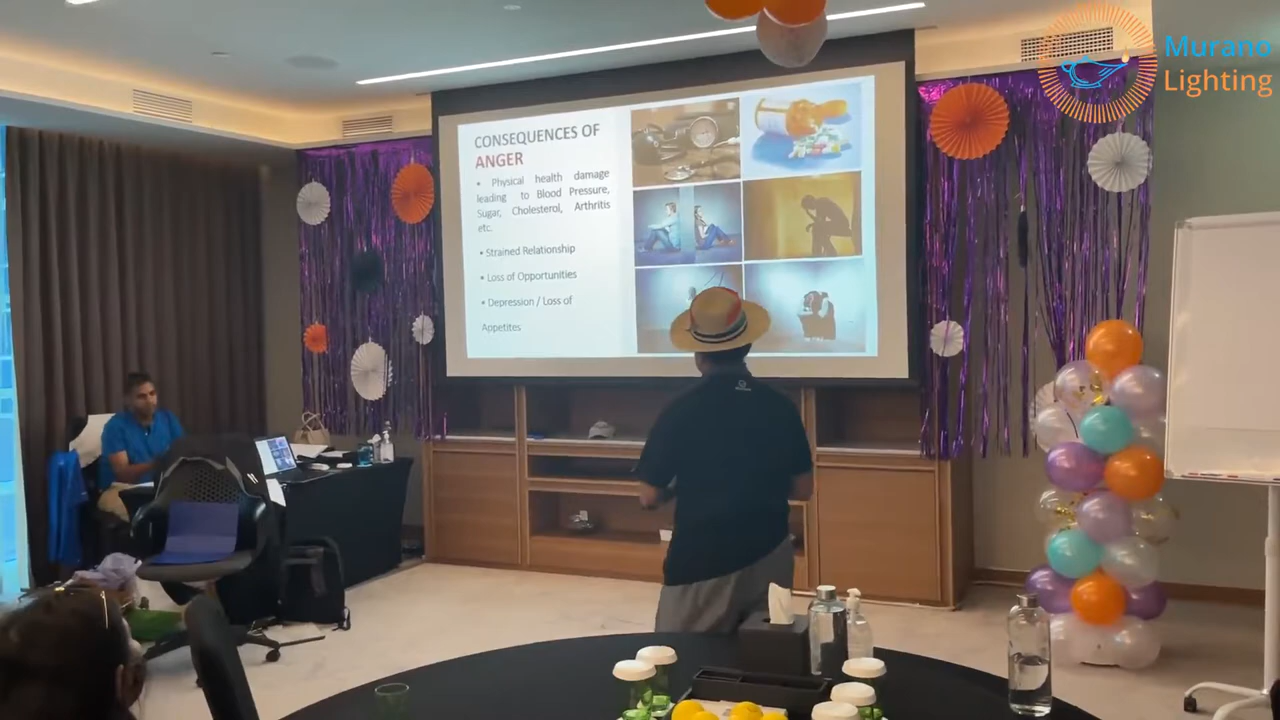 Murano
Lighting
CONSEQUENCES OF
ANGER
• Physical health damage
leading to Blood Pressure,
Sugar, Cholesterol, Arthritis
etc.
• Strained Relationship
• Loss of Opportunities
• Depression / Loss of
Appetites